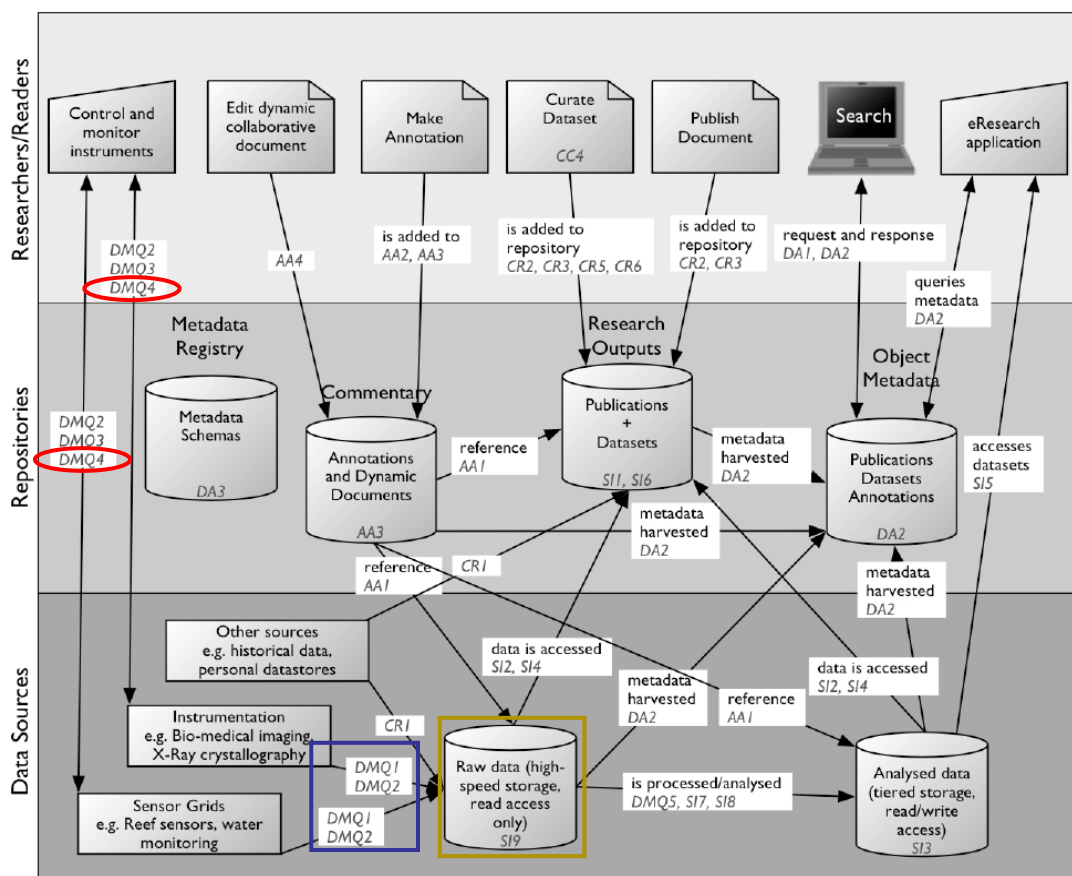 Researchers/Readers
Control and
monitor
instruments
Edit dynamic
collaborative
document
Make
Annotation
Curate
Dataset
CC4
Publish
Document
Search
eResearch
application
DMQ2
DMQ3
DMQ4
AA4
is added to
AA2, AA3
is added to
repository
CR2, CR3, CR5, CR6
is added to
repository
CR2, CR3
request and response
DA1, DA2
queries
metadata
DA2
Repositories
Metadata
Registry
Metadata
Schemas
DA3
DMQ2
DMQ3
DMQ4
Commentary
Annotations
and Dynamic
Documents
AA3
reference
AA1
Research
Outputs
Publications
+
Datasets
SI1, SI6
metadata
harvested
DA2
metadata
harvested
DA2
Object
Metadata
Publications
Datasets
Annotations
DA2
accesses
datasets
SI5
reference
AA1
CR1
metadata
harvested
DA2
Data Sources
Other sources
e.g. historical data,
personal datastores
CR1
data is accessed
SI2, SI4
metadata
harvested
DA2
reference
AA1
data is accessed
SI2, SI4
Instrumentation
e.g. Bio-medical imaging,
X-Ray crystallography
DMQ1
DMQ2
Sensor Grids
e.g. Reef sensors, water
monitoring
DMQ1
DMQ2
Raw data (high-
speed storage,
read access
only)
SI9
is processed/analysed
DMQ5, SI7, SI8
Analysed data
(tiered storage,
read/write
access)
SI3